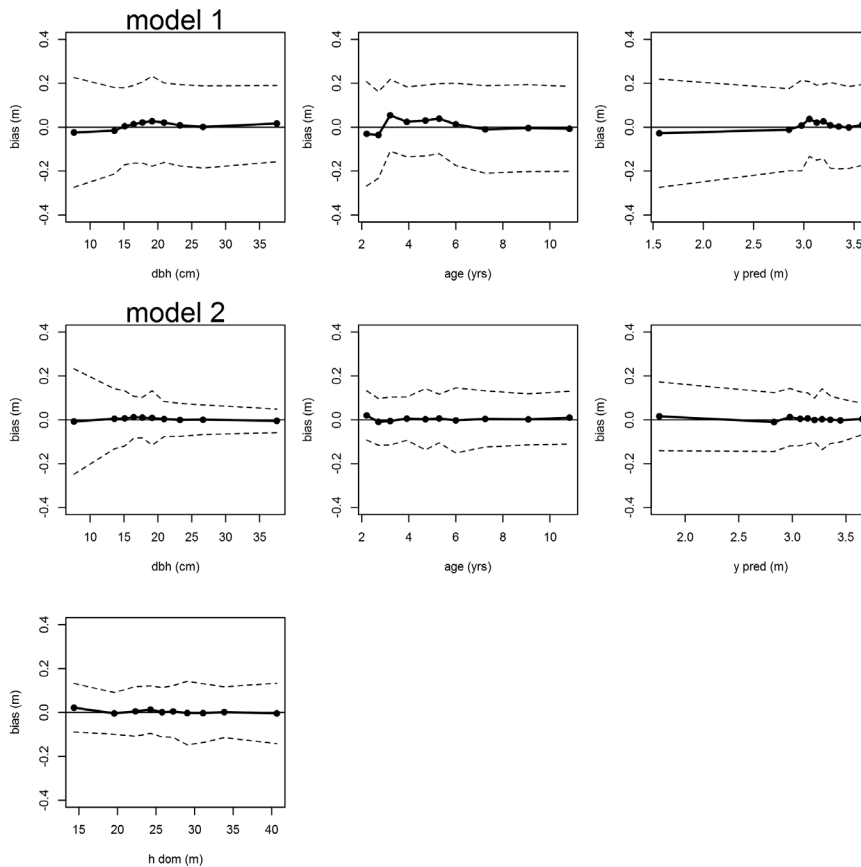 model 1
0.4
0.2
0.0
-0.2
-0.4
bias (m)
10 15 20 25 30 35
dbh (cm)
0.4
0.2
0.0
-0.2
-0.4
bias (m)
2 4 6 8 10
age (yrs)
0.4
0.2
0.0
-0.2
-0.4
bias (m)
1.5 2.0 2.5 3.0 3.5
y pred (m)
model 2
0.4
0.2
0.0
-0.2
-0.4
bias (m)
10 15 20 25 30 35
dbh (cm)
0.4
0.2
0.0
-0.2
-0.4
bias (m)
2 4 6 8 10
age (yrs)
0.4
0.2
0.0
-0.2
-0.4
bias (m)
2.0 2.5 3.0 3.5
y pred (m)
0.4
0.2
0.0
-0.2
-0.4
bias (m)
15 20 25 30 35 40
h dom (m)